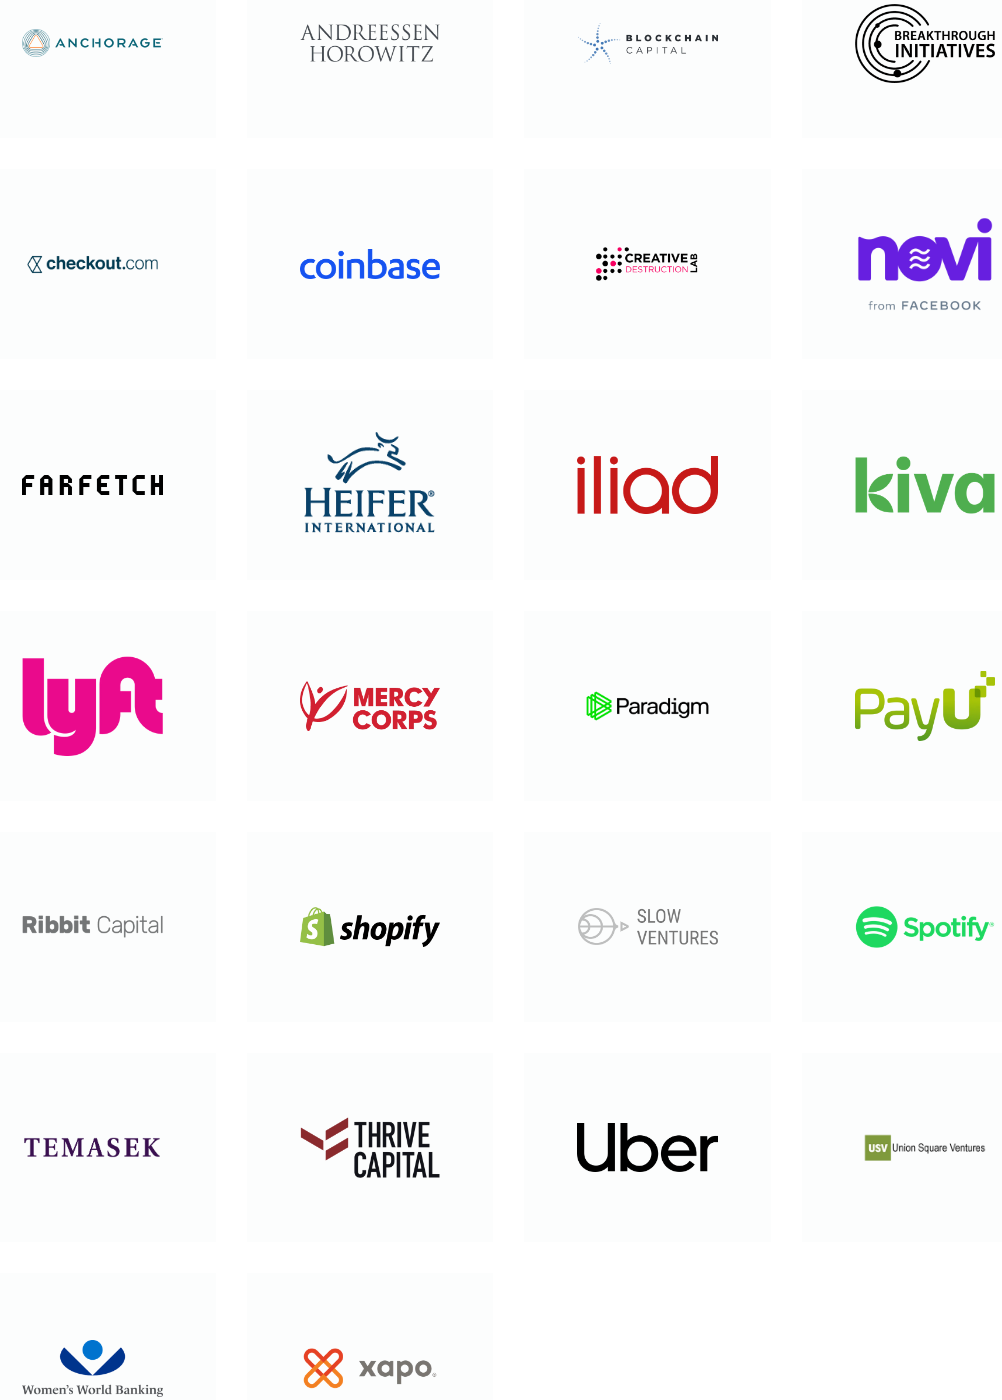 ANCHORAGE
ANDREESSEN
HOROWITZ
BLOCKCHAIN
CAPITAL
BREAKTHROUGH
INITIATIVES
checkout.com
coinbase
CREATIVE
DESTRUCTION
LAB
novi
from FACEBOOK
FARFETCH
HEIFER®
INTERNATIONAL
iliad
kiva
lyft
MERCY
CORPS
Paradigm
PayU
Ribbit Capital
shopify
SLOW
VENTURES
Spotify®
TEMASEK
THRIVE
CAPITAL
Uber
USV Union Square Ventures
Women's World Banking
xapo®